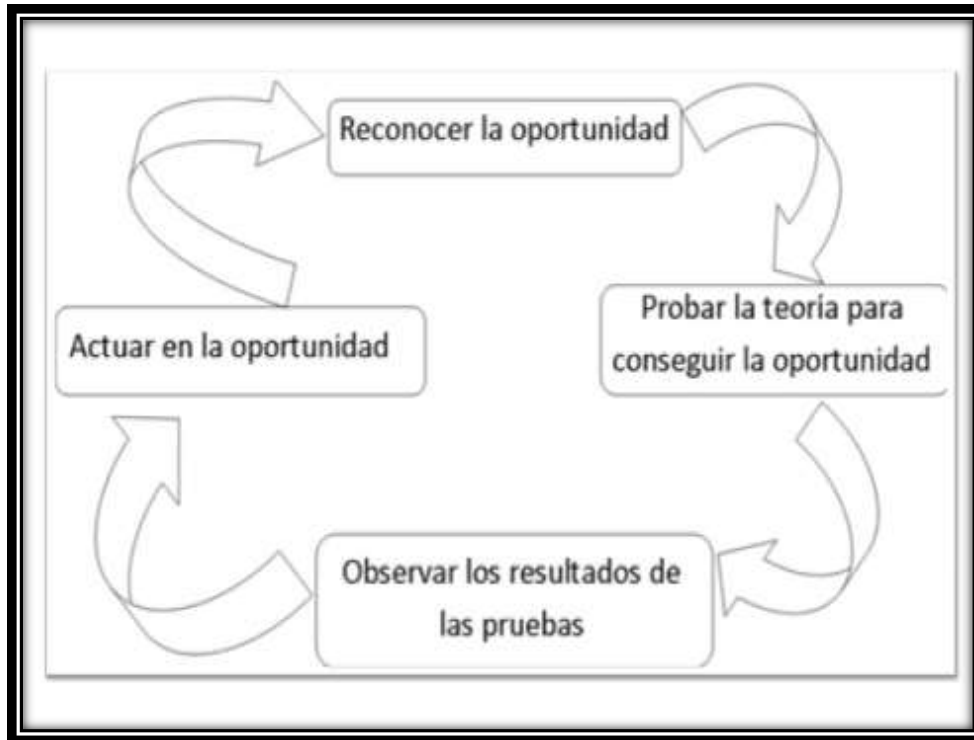 Reconocer la oportunidad
Probar la teoría para
conseguir la oportunidad
Observar los resultados de
las pruebas
Actuar en la oportunidad